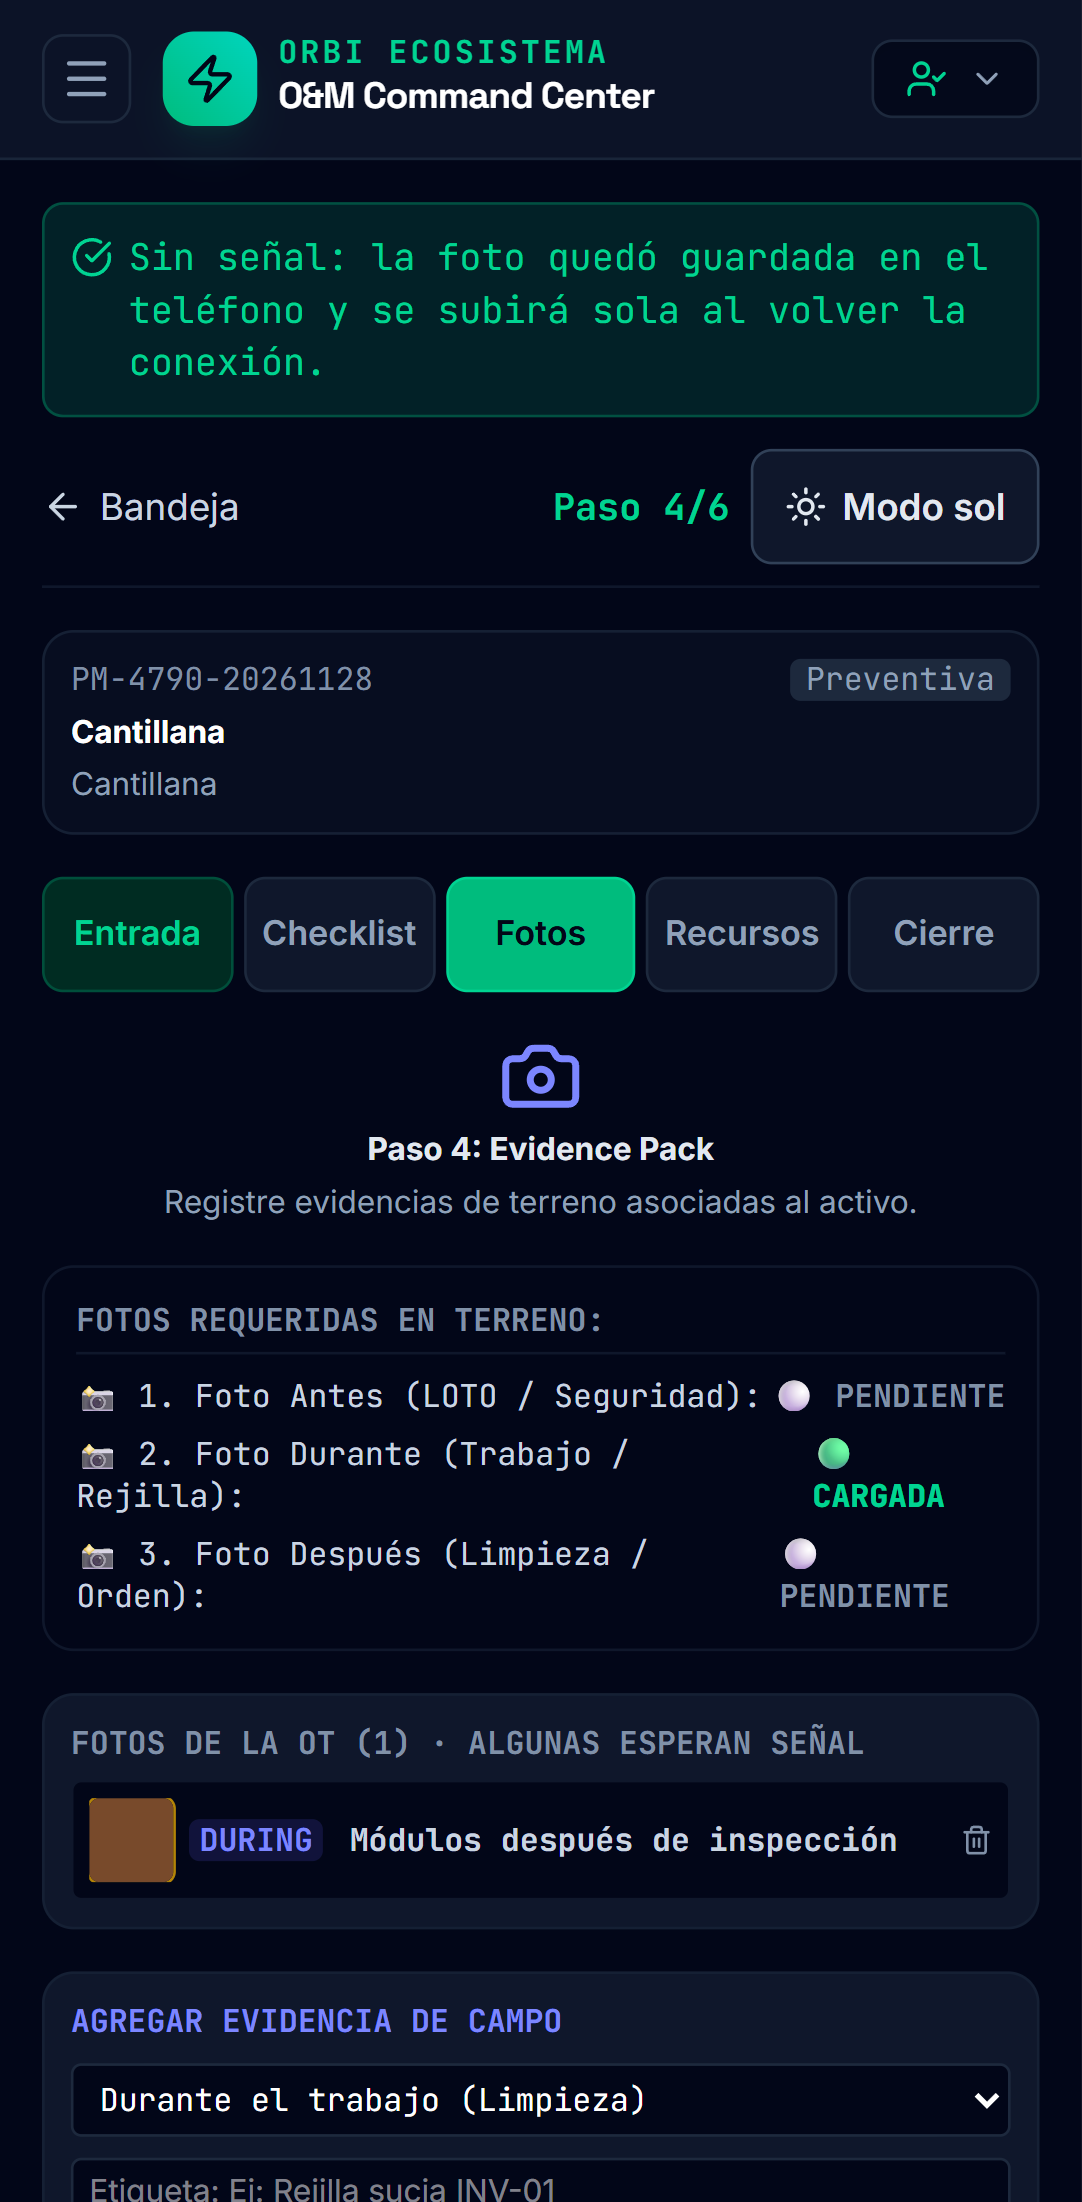 ORBI ECOSISTEMA
O&M Command Center
Sin señal: la foto quedó guardada en el
teléfono y se subirá sola al volver la
conexión.
Bandeja
Paso 4/6
Modo sol
PM-4790-20261128
Preventiva
Cantillana
Cantillana
Entrada
Checklist
Fotos
Recursos
Cierre
Paso 4: Evidence Pack
Registre evidencias de terreno asociadas al activo.
FOTOS REQUERIDAS EN TERRENO:
1. Foto Antes (LOTO / Seguridad):
PENDIENTE
2. Foto Durante (Trabajo /
Rejilla):
CARGADA
3. Foto Después (Limpieza /
Orden):
PENDIENTE
FOTOS DE LA OT (1) · ALGUNAS ESPERAN SEÑAL
DURING
Módulos después de inspección
AGREGAR EVIDENCIA DE CAMPO
Durante el trabajo (Limpieza)
Etiqueta: Ej: Rejilla sucia INV-01